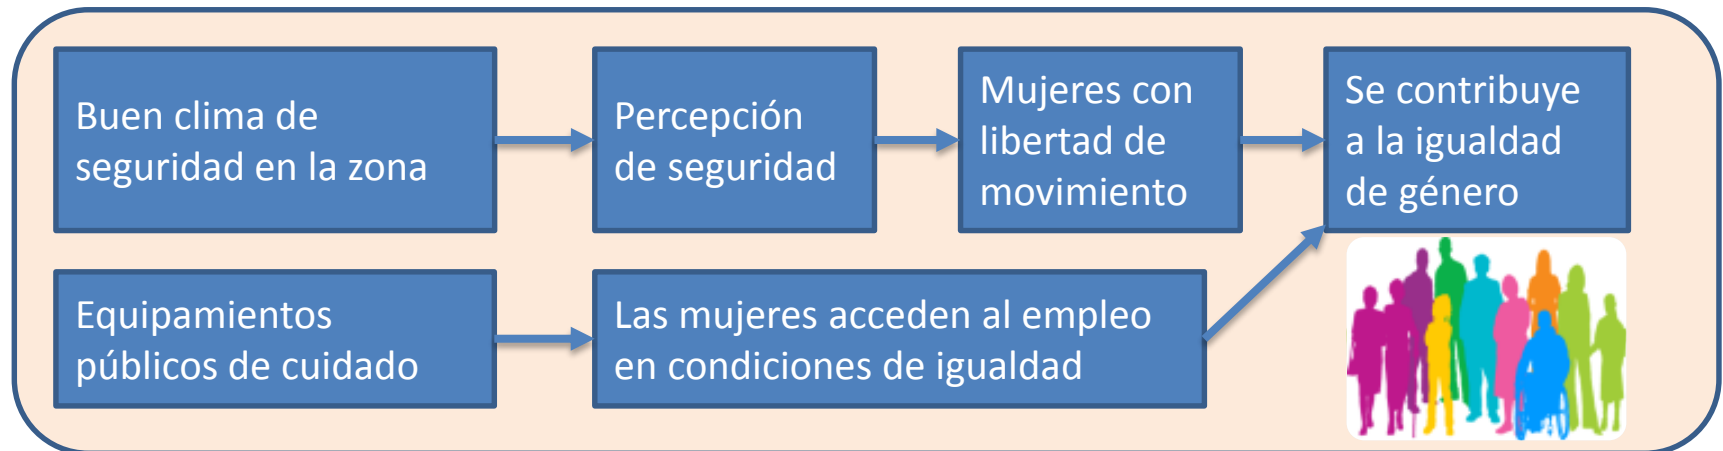 Buen clima de
seguridad en la zona
Percepción
de seguridad
Mujeres con
libertad de
movimiento
Se contribuye
a la igualdad
de género
Equipamientos
públicos de cuidado
Las mujeres acceden al empleo
en condiciones de igualdad